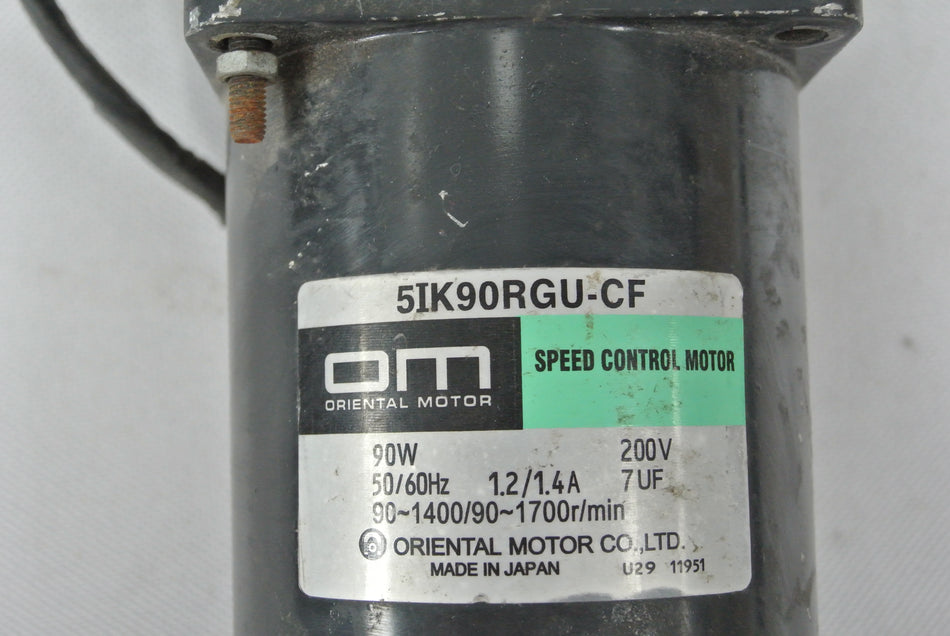 5IK90RGU-CF
om
ORIENTAL MOTOR
SPEED CONTROL MOTOR
90W 200V
50/60Hz 1.2/1.4A 7UF
90~1400/90~1700r/min
ORIENTAL MOTOR CO.,LTD.
MADE IN JAPAN U29 11951